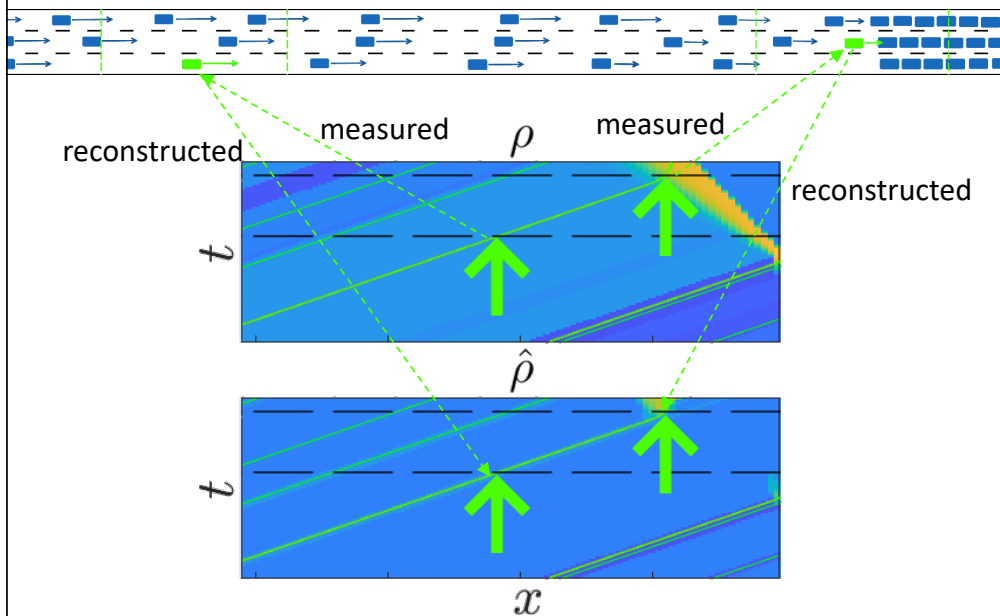 measured
measured
reconstructed
ρ
reconstructed
t
ρ̂
t
x